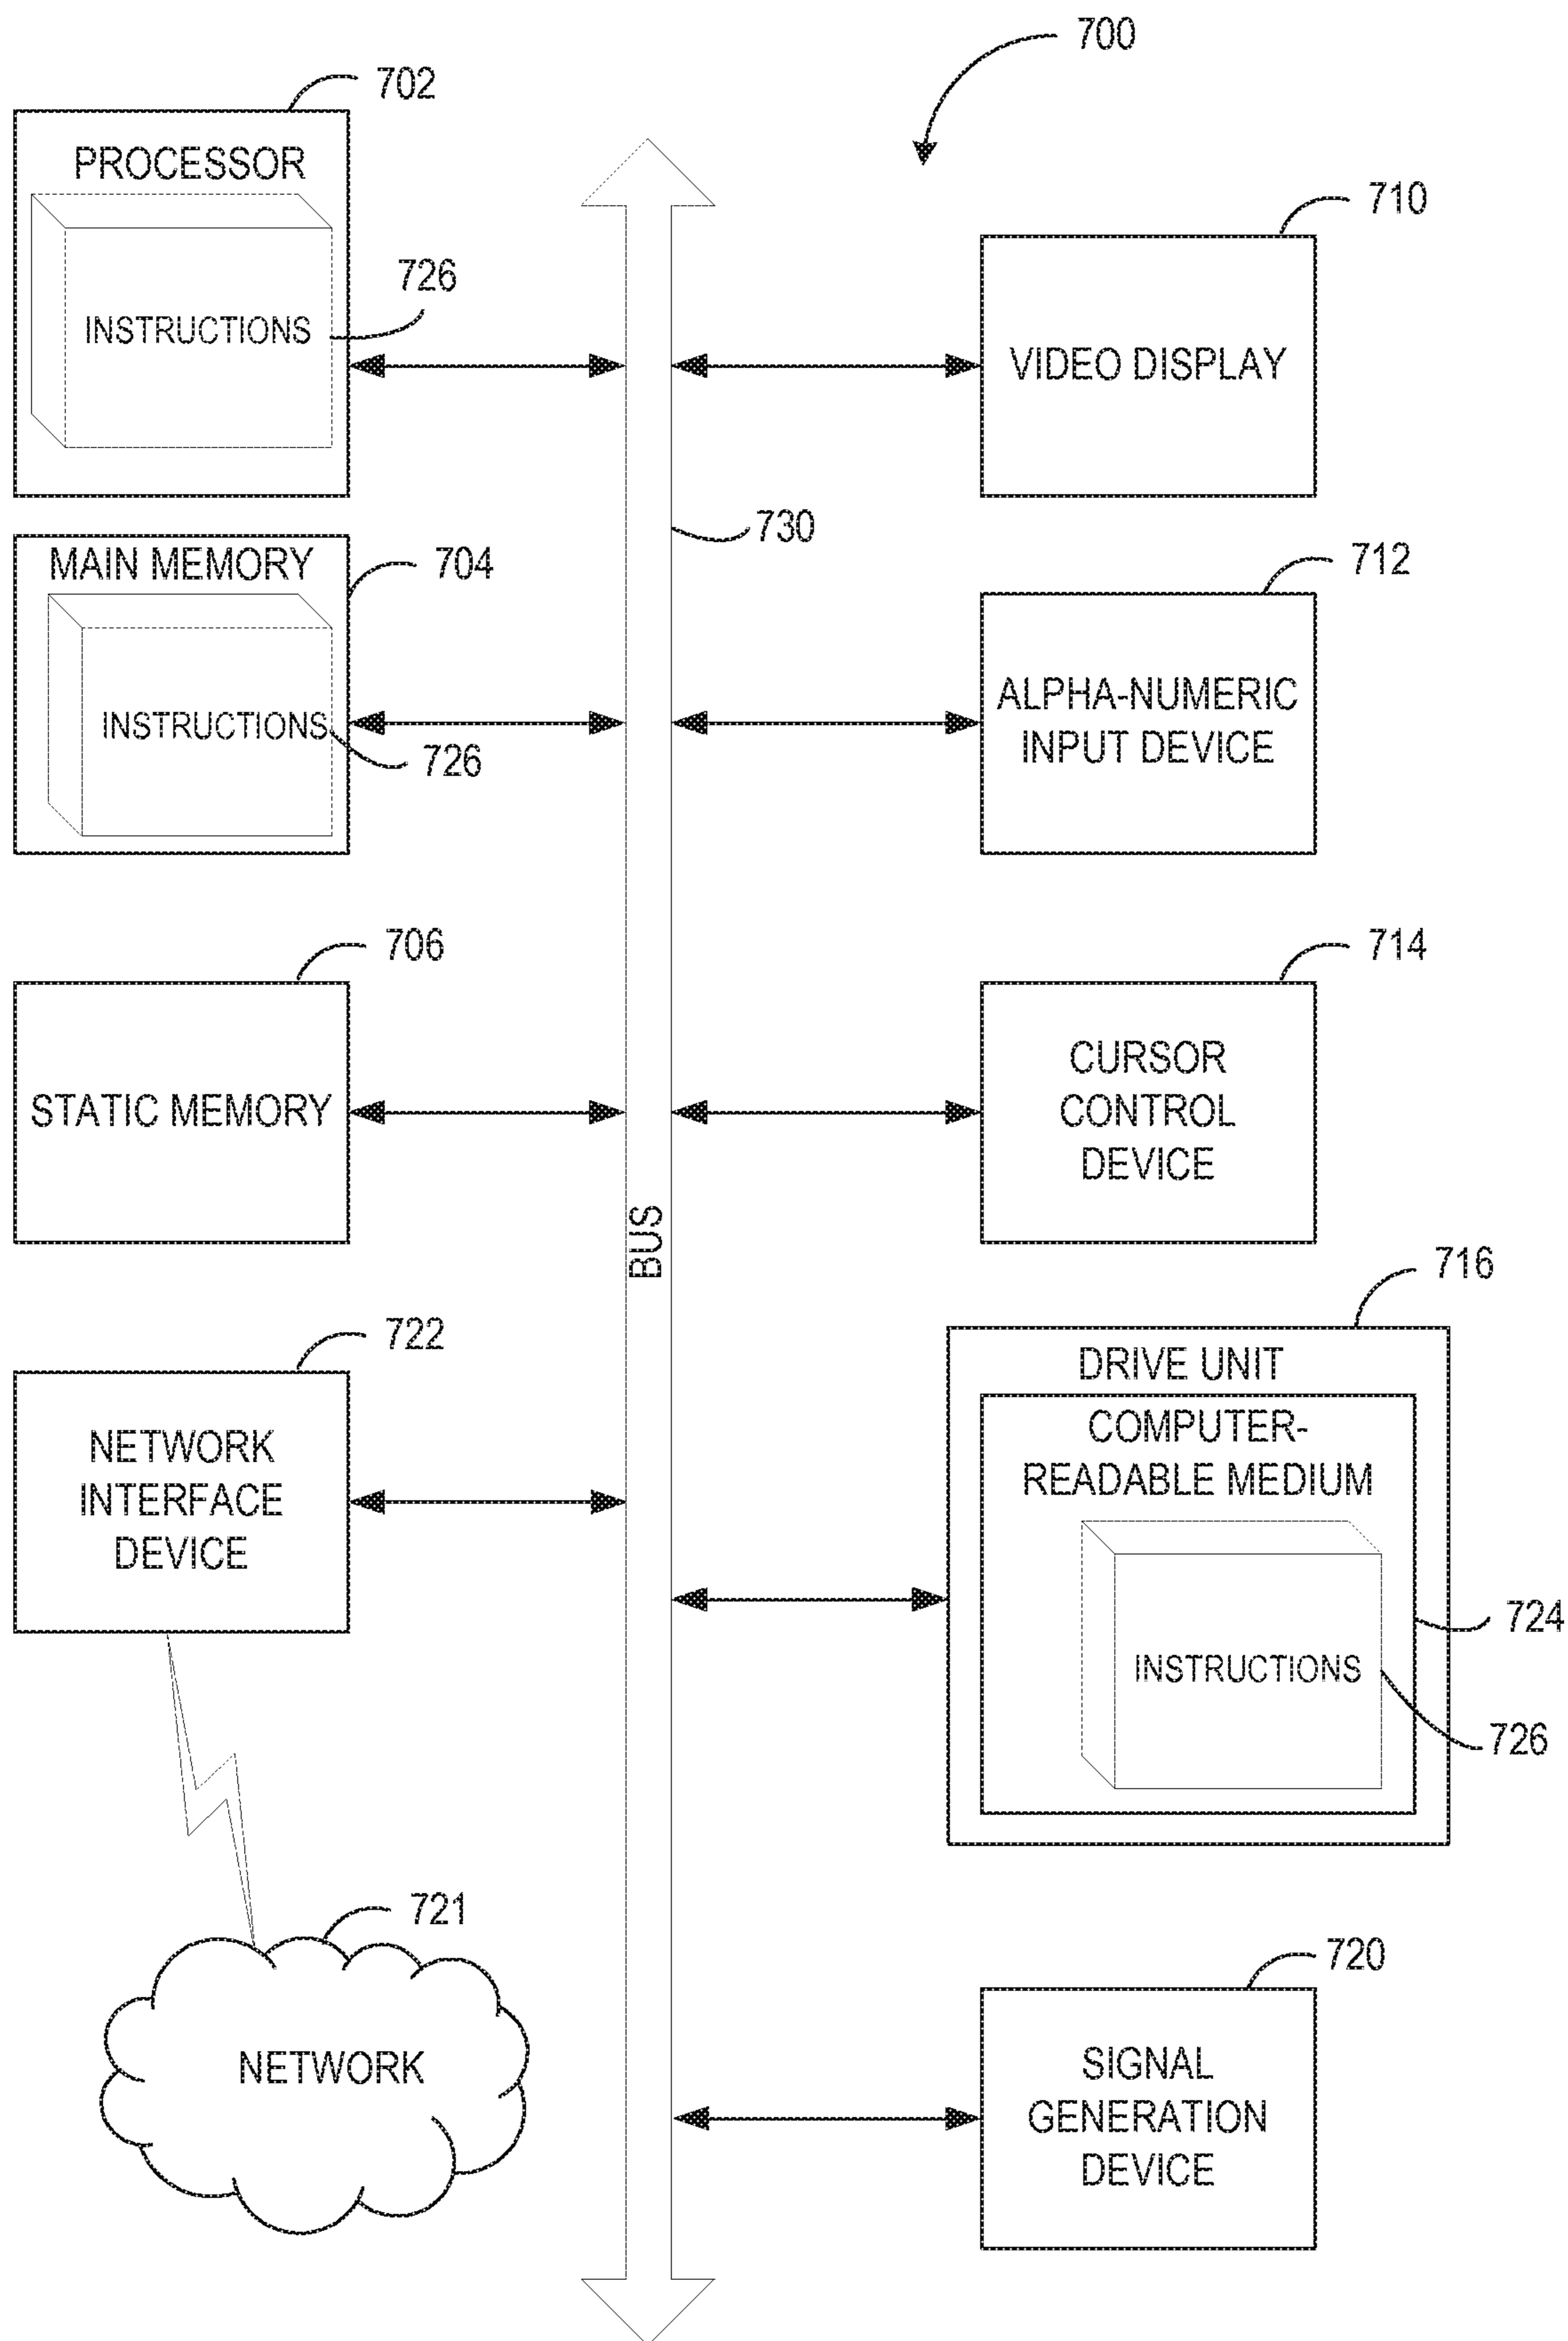 700
702
PROCESSOR
INSTRUCTIONS
726
710
VIDEO DISPLAY
730
MAIN MEMORY
704
INSTRUCTIONS
726
712
ALPHA-NUMERIC
INPUT DEVICE
706
STATIC MEMORY
714
CURSOR
CONTROL
DEVICE
BUS
722
NETWORK
INTERFACE
DEVICE
716
DRIVE UNIT
COMPUTER-
READABLE MEDIUM
724
INSTRUCTIONS
726
721
NETWORK
720
SIGNAL
GENERATION
DEVICE